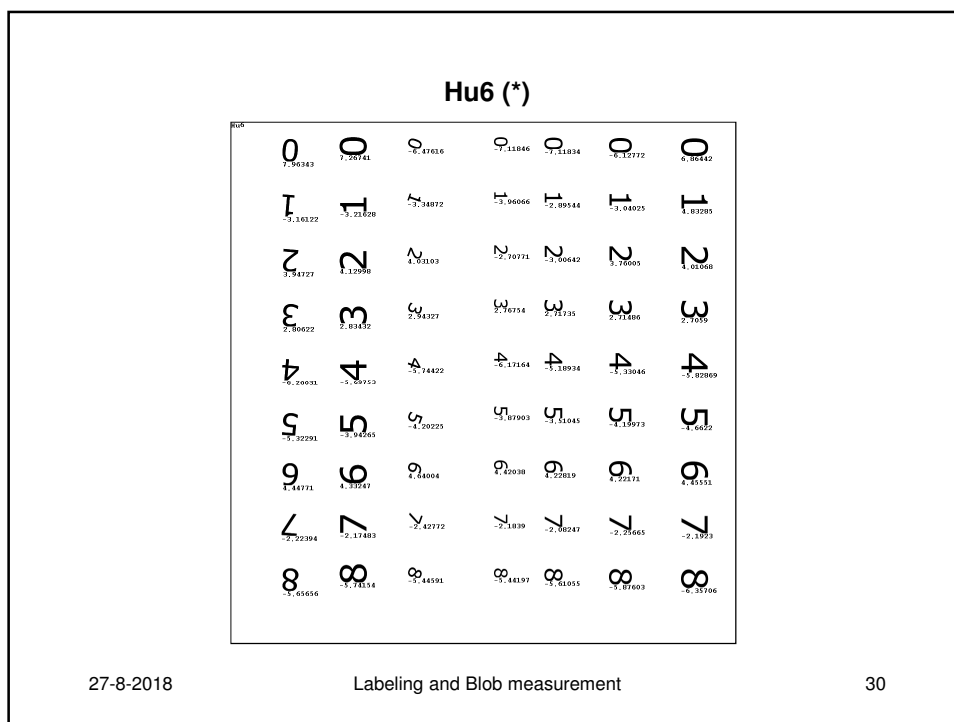 Hu6 (*)
Hu6
0 0 0 0 0 0 0
7.96343 7.26741 -6.47616 -7.11846 -7.11834 -6.12772 6.86442
1 1 1 1 1 1 1
-3.16122 -3.21628 -3.34872 -3.96066 -2.89544 -3.04025 4.83285
2 2 2 2 2 2 2
3.94727 4.12998 4.03103 -2.70771 -3.00642 3.76005 4.01068
3 3 3 3 3 3 3
2.80622 2.83432 2.94327 2.76754 2.71735 2.71486 2.7059
4 4 4 4 4 4 4
-6.20031 -5.69753 -5.74422 -6.17164 -5.18934 -5.33046 -5.82869
5 5 5 5 5 5 5
-5.32291 -3.94265 -4.20225 -3.87903 -3.51045 -4.19973 -4.6622
6 6 6 6 6 6 6
4.44771 4.33247 4.64004 4.42038 4.22819 4.22171 4.45551
7 7 7 7 7 7 7
-2.22394 -2.17483 -2.42772 -2.1839 -2.08247 -2.25665 -2.1923
8 8 8 8 8 8 8
-5.65656 -5.74154 -5.44591 -5.44197 -5.61055 -5.87603 -6.35706
27-8-2018 Labeling and Blob measurement 30